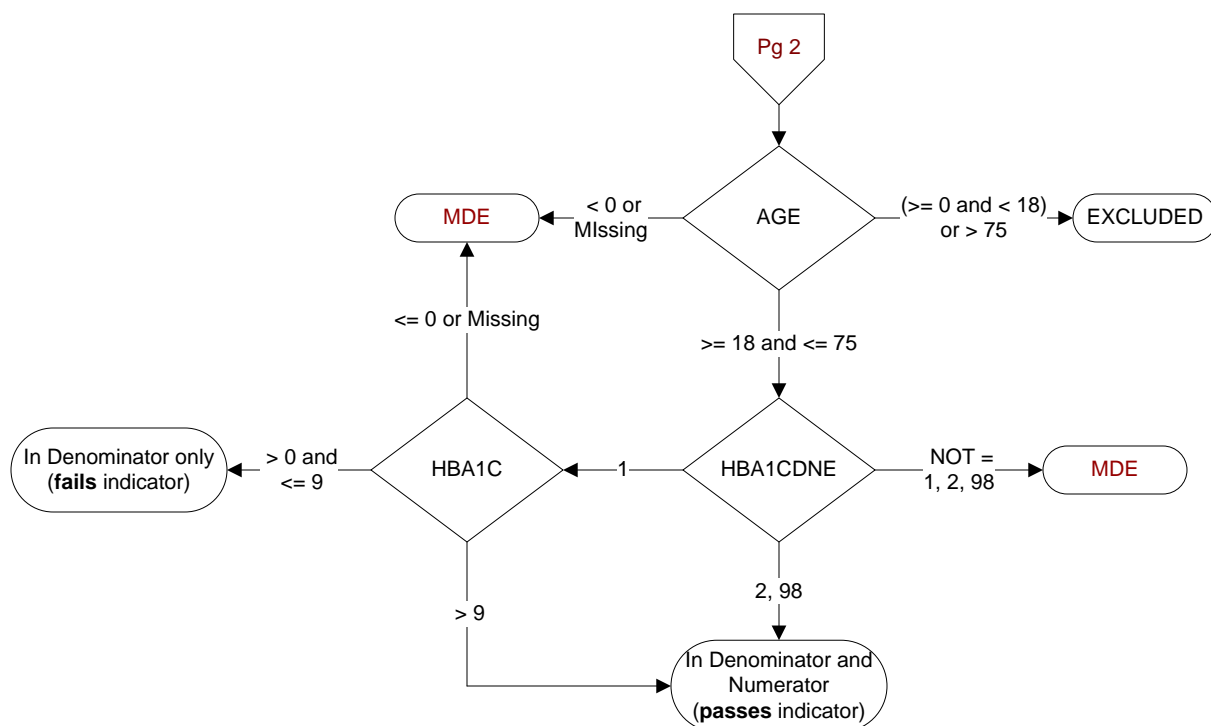 Pg 2
MDE
< 0 or
MIssing
AGE
(>= 0 and < 18)
or > 75
EXCLUDED
<= 0 or Missing
>= 18 and <= 75
In Denominator only
(fails indicator)
> 0 and
<= 9
HBA1C
1
HBA1CDNE
NOT =
1, 2, 98
MDE
> 9
2, 98
In Denominator and
Numerator
(passes indicator)